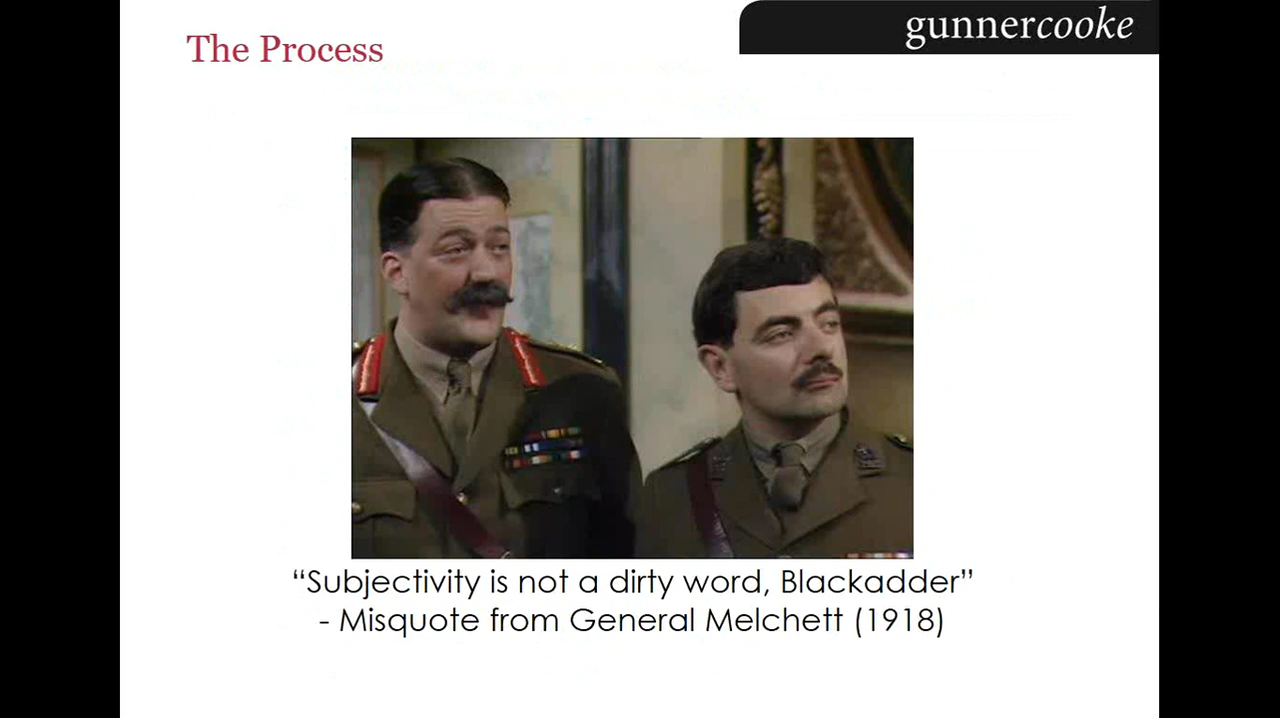 gunnercooke
The Process
“Subjectivity is not a dirty word, Blackadder”
- Misquote from General Melchett (1918)